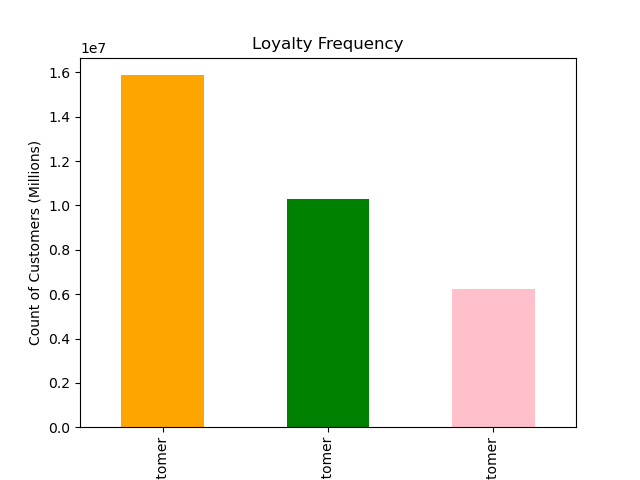 Loyalty Frequency
1e7
1.6
1.4
1.2
1.0
0.8
0.6
0.4
0.2
0.0
Count of Customers (Millions)
tomer
tomer
tomer